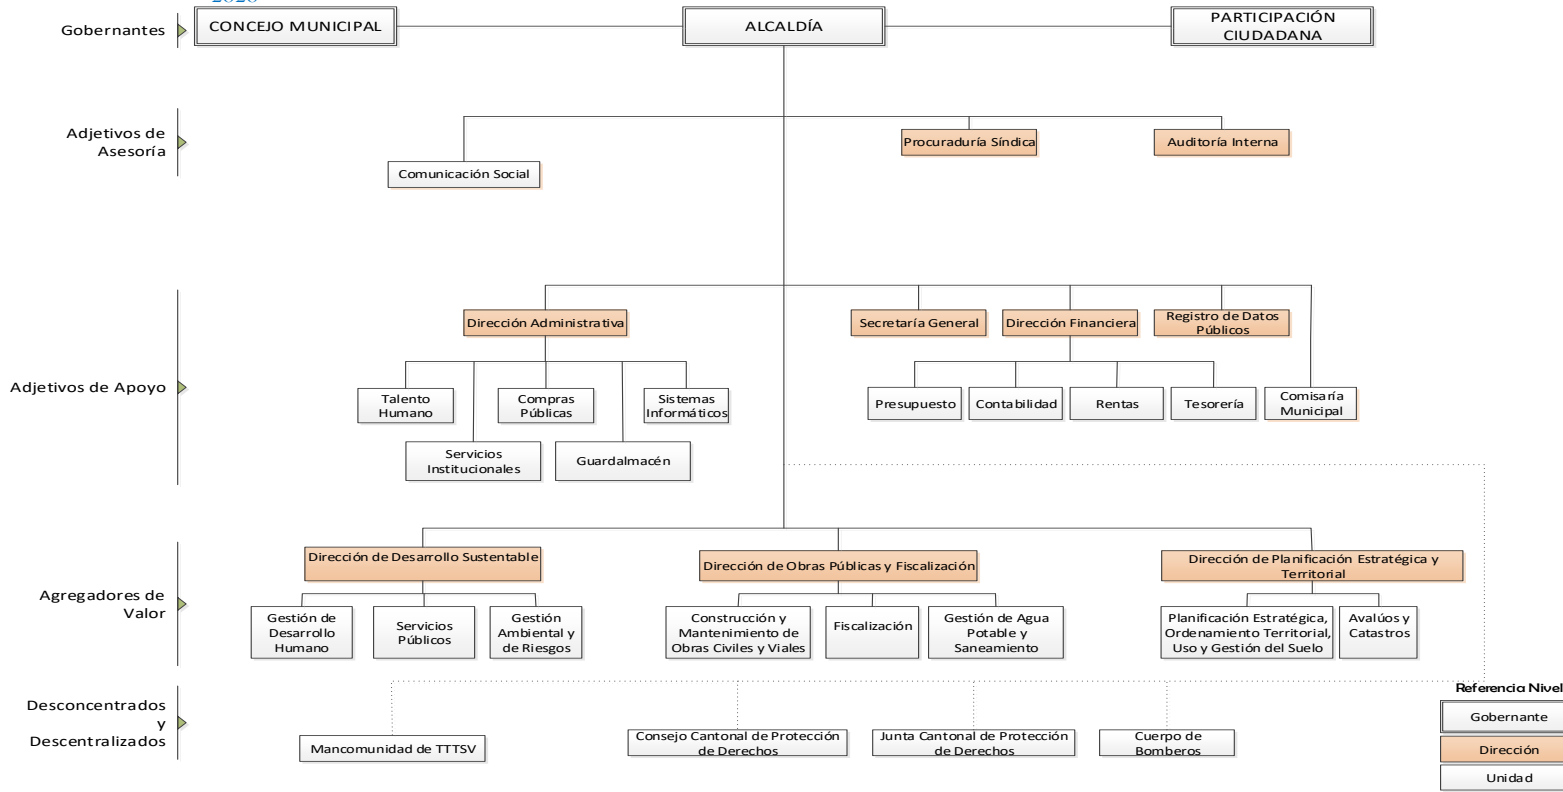 2020
Gobernantes
CONCEJO MUNICIPAL
ALCALDÍA
PARTICIPACIÓN
CIUDADANA
Adjetivos de
Asesoría
Procuraduría Síndica
Auditoría Interna
Comunicación Social
Adjetivos de Apoyo
Dirección Administrativa
Secretaría General
Dirección Financiera
Registro de Datos
Públicos
Talento
Humano
Compras
Públicas
Sistemas
Informáticos
Servicios
Institucionales
Guardalmacén
Presupuesto
Contabilidad
Rentas
Tesorería
Comisaría
Municipal
Agregadores de
Valor
Dirección de Desarrollo Sustentable
Dirección de Obras Públicas y Fiscalización
Dirección de Planificación Estratégica y
Territorial
Gestión de
Desarrollo
Humano
Servicios
Públicos
Gestión
Ambiental y
de Riesgos
Construcción y
Mantenimiento de
Obras Civiles y Viales
Fiscalización
Gestión de Agua
Potable y
Saneamiento
Planificación Estratégica,
Ordenamiento Territorial,
Uso y Gestión del Suelo
Avalúos y
Catastros
Desconcentrados
y
Descentralizados
Mancomunidad de TTTSV
Consejo Cantonal de Protección
de Derechos
Junta Cantonal de Protección
de Derechos
Cuerpo de
Bomberos
Referencia Nivel
Gobernante
Dirección
Unidad